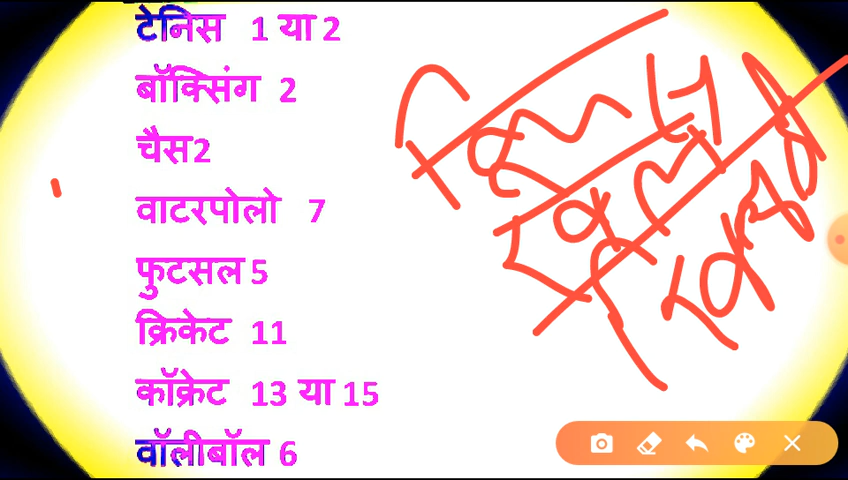 टेनिस 1 या 2
बॉक्सिंग 2
चैस2
वाटरपोलो 7
फुटसल 5
क्रिकेट 11
कॉक्रेट 13 या 15
वॉलीबॉल 6